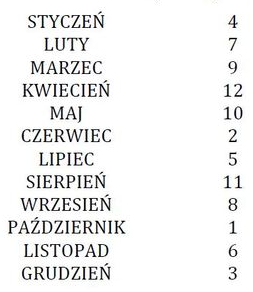 STYCZEŃ 4
LUTY 7
MARZEC 9
KWIECIEŃ 12
MAJ 10
CZERWIEC 2
LIPIEC 5
SIERPIEŃ 11
WRZESIEŃ 8
PAŹDZIERNIK 1
LISTOPAD 6
GRUDZIEŃ 3